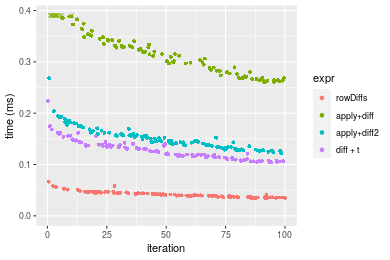 0.4
0.3
0.2
0.1
0.0
time (ms)
0
25
50
75
100
iteration
expr
rowDiffs
apply+diff
apply+diff2
diff + t